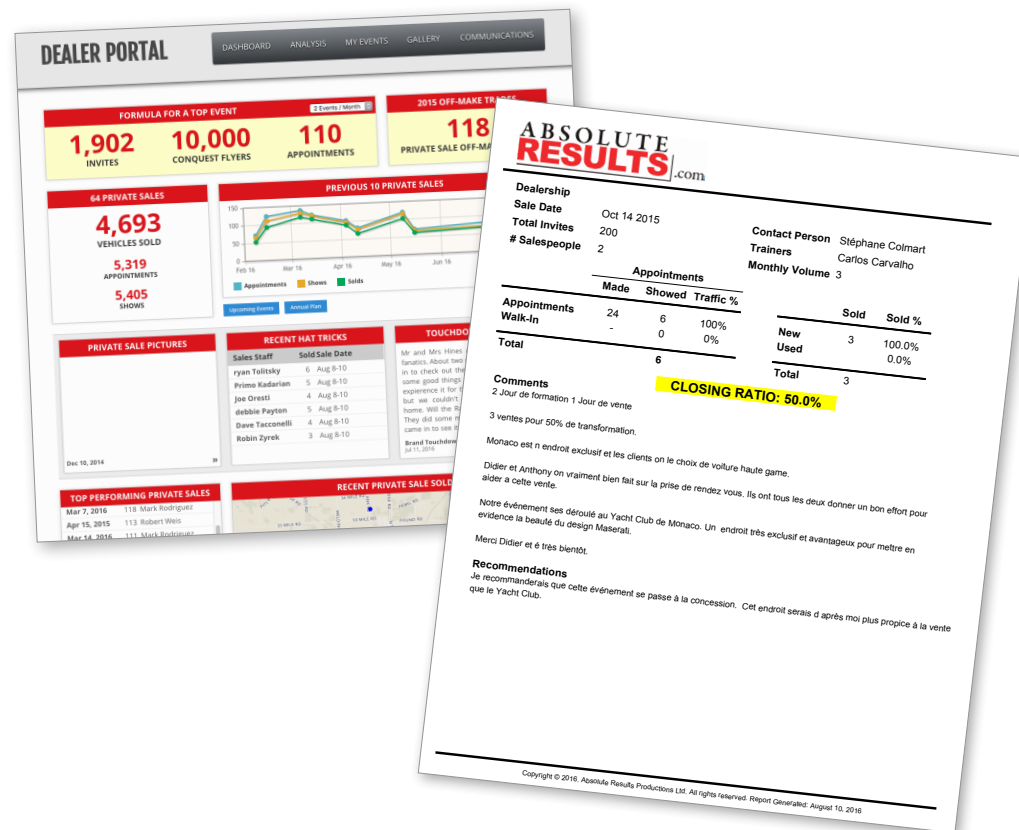 DEALER PORTAL
DASHBOARD ANALYSIS MY EVENTS GALLERY COMMUNICATIONS
FORMULA FOR A TOP EVENT 2 Events / Month
1,902 10,000 110
INVITES CONQUEST FLYERS APPOINTMENTS
2015 OFF-MAKE
118
PRIVATE SALE
64 PRIVATE SALES
4,693
VEHICLES SOLD
5,319
APPOINTMENTS
5,405
SHOWS
PREVIOUS 10 PRIVATE SALES
150
100
50
0
Feb 16 Mar 16 Apr 16 May 16 Jun 16
Appointments Shows Solds
Upcoming Events Annual Plan
PRIVATE SALE PICTURES
Dec 10, 2014 »
RECENT HAT TRICKS
Sales Staff Sold Sale Date
ryan Tolitsky 6 Aug 8-10
Primo Kadarian 5 Aug 8-10
Joe Oresti 4 Aug 8-10
debbie Payton 5 Aug 8-10
Dave Tacconelli 4 Aug 8-10
Robin Zyrek 3 Aug 8-10
Mr and Mrs Hines
fanatics. About two
in to check out the
some good things
expierence it for
but we couldn't
home. Will the
They did some
came in to see
Brand
Jul 11, 2016
TOP PERFORMING PRIVATE SALES
Mar 7, 2016 118 Mark Rodriguez
Apr 15, 2015 113 Robert Weis
Mar 14, 2016 111 Mark Rodriguez
RECENT PRIVATE SALE SOLD
ABSOLUTE
RESULTS.com
Dealership
Sale Date Oct 14 2015
Total Invites 200
# Salespeople 2
Contact Person Stéphane Colmart
Trainers Carlos Carvalho
Monthly Volume 3
Appointments
Made Showed Traffic %
Appointments 24 6 100%
Walk-In - 0 0%
Total 6
Sold Sold %
New 3 100.0%
Used 0.0%
Total 3
CLOSING RATIO: 50.0%
Comments
2 Jour de formation 1 Jour de vente
3 ventes pour 50% de transformation.
Monaco est n endroit exclusif et les clients on le choix de voiture haute game.
Didier et Anthony on vraiment bien fait sur la prise de rendez vous. Ils ont tous les deux donner un bon effort pour
aider a cette vente.
Notre événement ses déroulé au Yacht Club de Monaco. Un endroit très exclusif et avantageux pour mettre en
evidence la beauté du design Maserati.
Merci Didier et é très bientôt.
Recommendations
Je recommanderais que cette événement se passe à la concession. Cet endroit serais d après moi plus propice à la vente
que le Yacht Club.
Copyright © 2016. Absolute Results Productions Ltd. All rights reserved. Report Generated: August 10, 2016